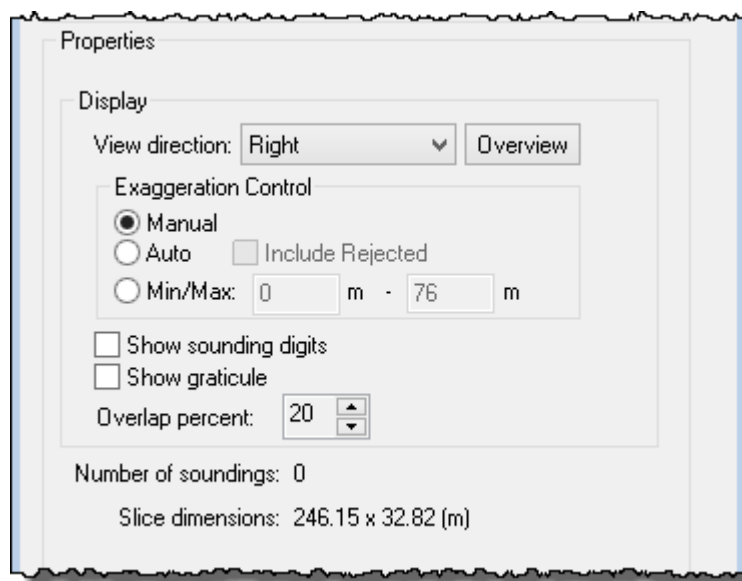 Properties
Display
View direction: Right Overview
Exaggeration Control
Manual
Auto Include Rejected
Min/Max: 0 m - 76 m
Show sounding digits
Show graticule
Overlap percent: 20
Number of soundings: 0
Slice dimensions: 246.15 x 32.82 (m)